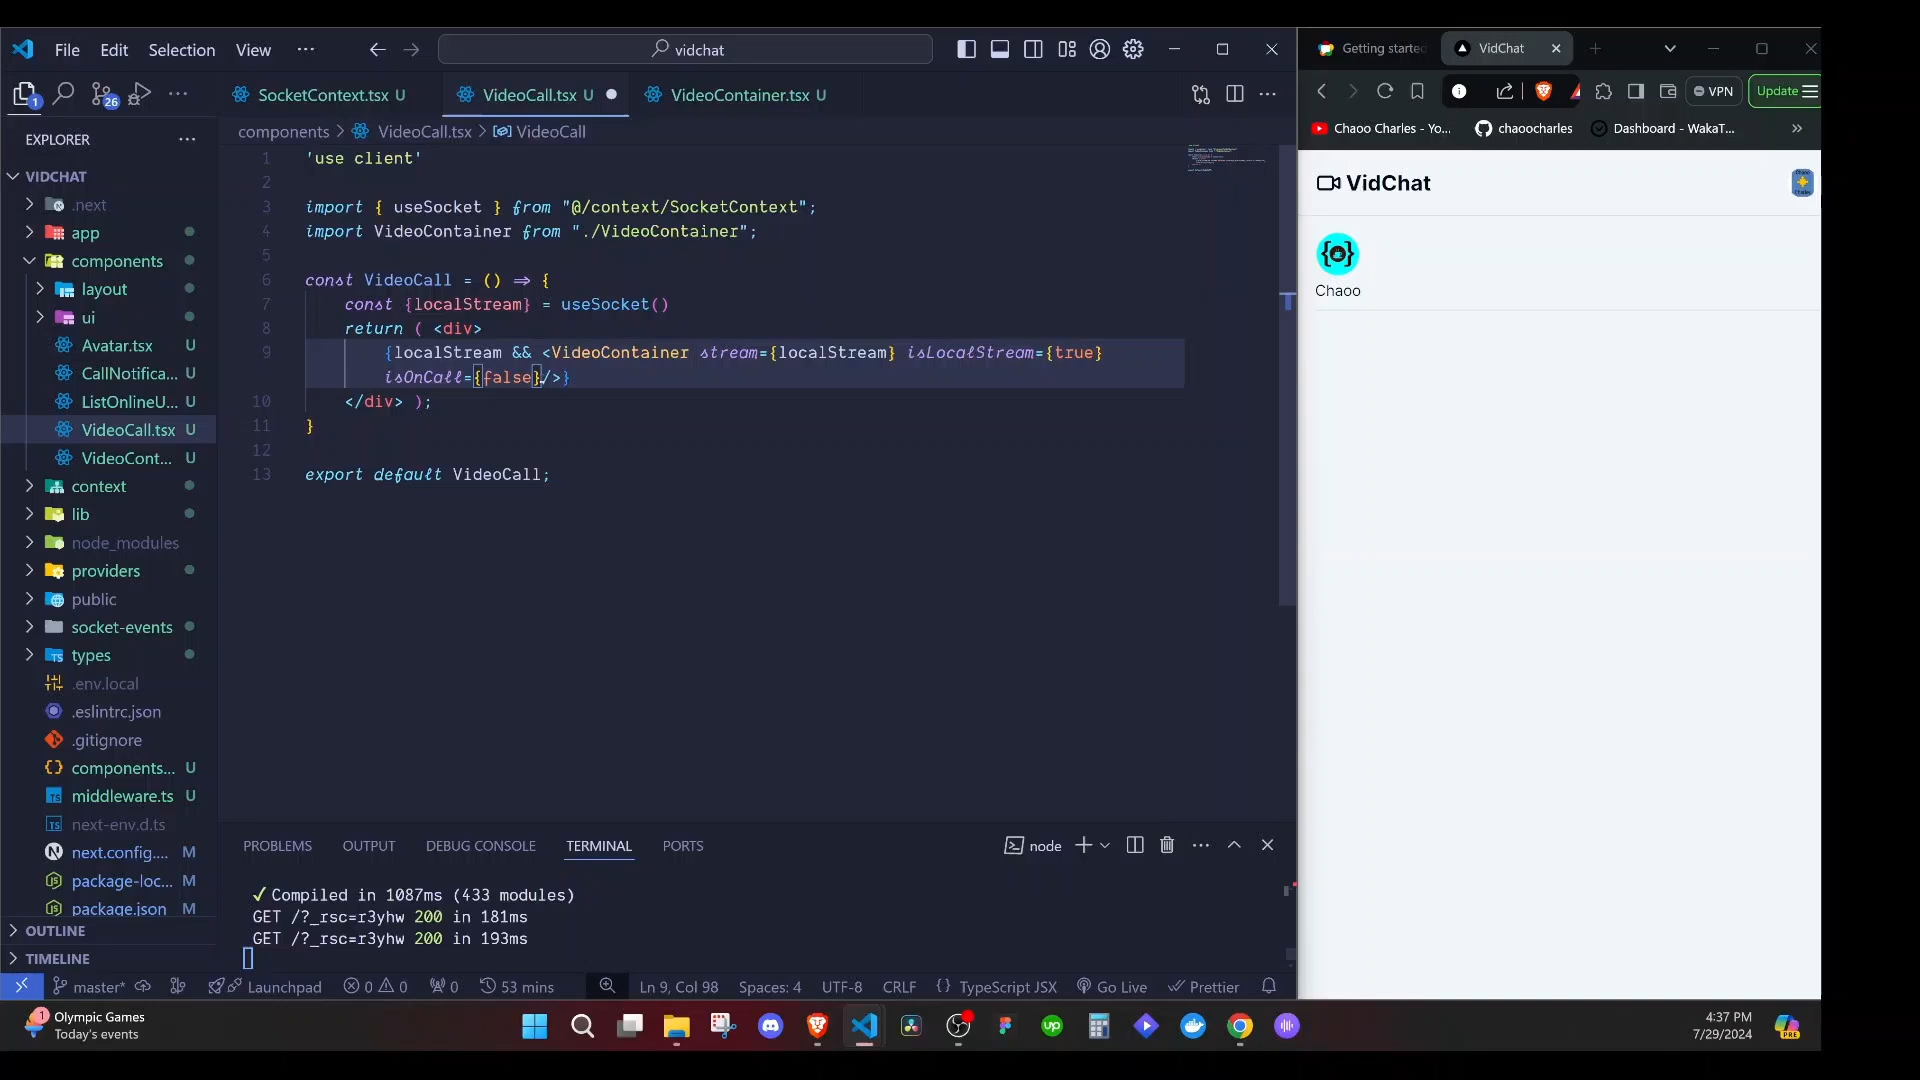 File Edit Selection View ··· vidchat
Getting starte VidChat
SocketContext.tsx U VideoCall.tsx U VideoContainer.tsx U
VPN Update
Chaoo Charles - Yo... chaoocharles Dashboard - WakaT...
EXPLORER
components > VideoCall.tsx > VideoCall
VIDCHAT
.next
app
components
layout
ui
Avatar.tsx U
CallNotifica... U
ListOnlineU... U
VideoCall.tsx U
VideoCont... U
context
lib
node_modules
providers
public
socket-events
types
.env.local
.eslintrc.json
.gitignore
components... U
middleware.ts U
next-env.d.ts
next.config.... M
package-loc... M
package.json M
OUTLINE
TIMELINE
1 'use client'
2
3 import { useSocket } from "@/context/SocketContext";
4 import VideoContainer from "./VideoContainer";
5
6 const VideoCall = () => {
7 const {localStream} = useSocket()
8 return ( <div>
9 {localStream && <VideoContainer stream={localStream} isLocalStream={true}
isOnCall={false}/>}
10 </div> );
11 }
12
13 export default VideoCall;
VidChat
Chaoo
PROBLEMS OUTPUT DEBUG CONSOLE TERMINAL PORTS node
✓ Compiled in 1087ms (433 modules)
GET /?_rsc=r3yhw 200 in 181ms
GET /?_rsc=r3yhw 200 in 193ms
master* Launchpad 0 0 0 53 mins Ln 9, Col 98 Spaces: 4 UTF-8 CRLF {} TypeScript JSX Go Live Prettier
Olympic Games
Today's events
4:37 PM
7/29/2024